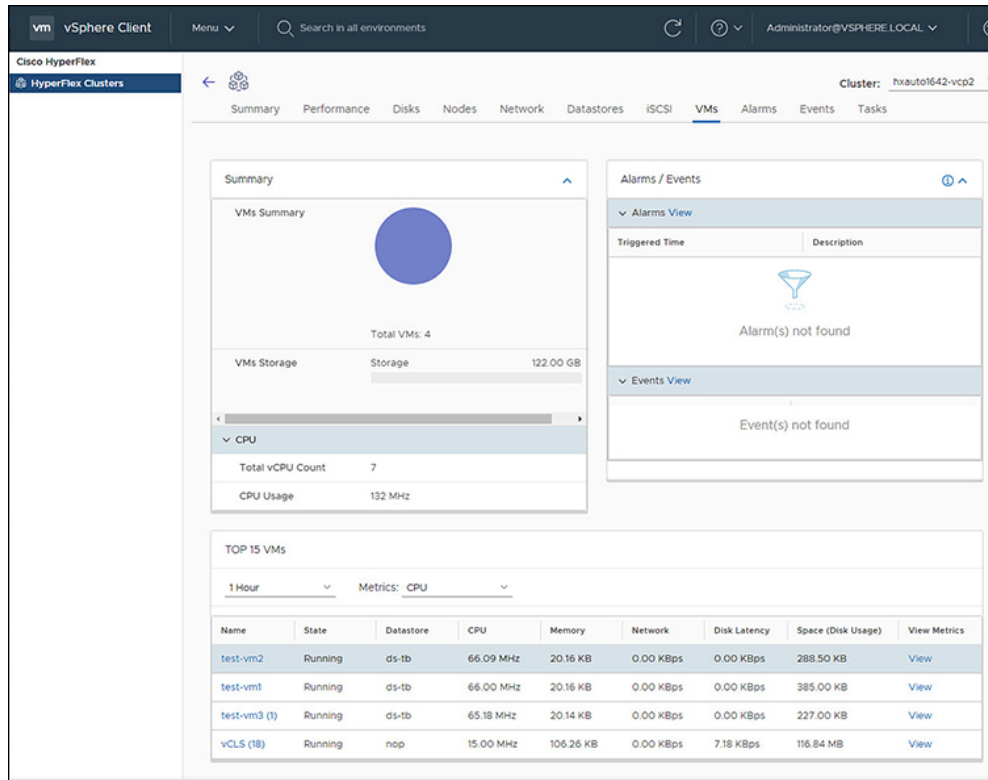 vm vSphere Client Menu Search in all environments Administrator@VSPHERE.LOCAL
Cisco HyperFlex
HyperFlex Clusters
Cluster: hxauto1642-vcp2
Summary Performance Disks Nodes Network Datastores iSCSI VMs Alarms Events Tasks
Summary
VMs Summary
Total VMs: 4
VMs Storage Storage 122.00 GB
CPU
Total vCPU Count 7
CPU Usage 132 MHz
Alarms / Events
Alarms View
Triggered Time Description
Alarm(s) not found
Events View
Event(s) not found
TOP 15 VMs
1 Hour Metrics: CPU
Name State Datastore CPU Memory Network Disk Latency Space (Disk Usage) View Metrics
test-vm2 Running ds-tb 66.09 MHz 20.16 KB 0.00 KBps 0.00 KBps 288.50 KB View
test-vm1 Running ds-tb 66.00 MHz 20.16 KB 0.00 KBps 0.00 KBps 385.00 KB View
test-vm3 (1) Running ds-tb 65.18 MHz 20.14 KB 0.00 KBps 0.00 KBps 227.00 KB View
vCLS (18) Running nop 15.00 MHz 106.26 KB 0.00 KBps 7.18 KBps 116.84 MB View